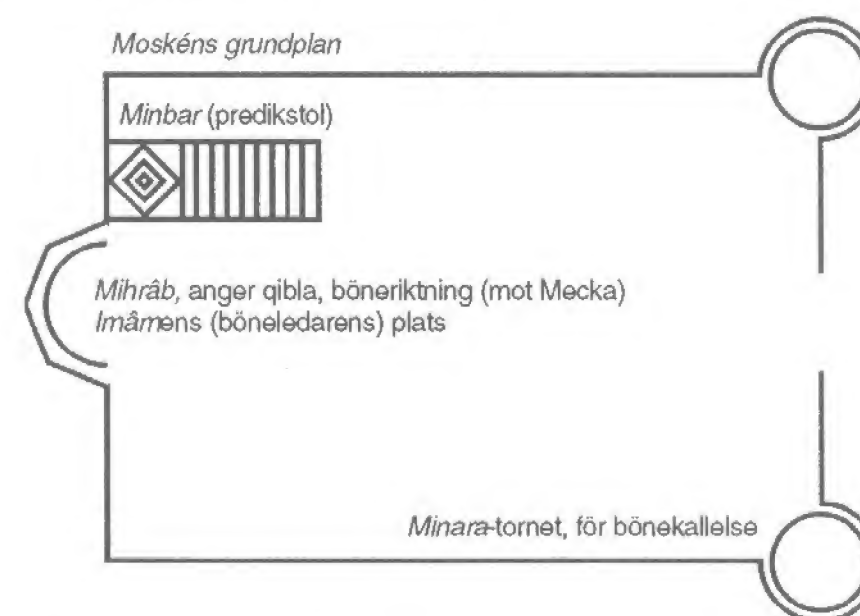 Moskéns grundplan
Minbar (predikstol)
Mihrâb, anger qibla, böneriktning (mot Mecka)
Imâmens (böneledarens) plats
Minara-tornet, för bönekallelse